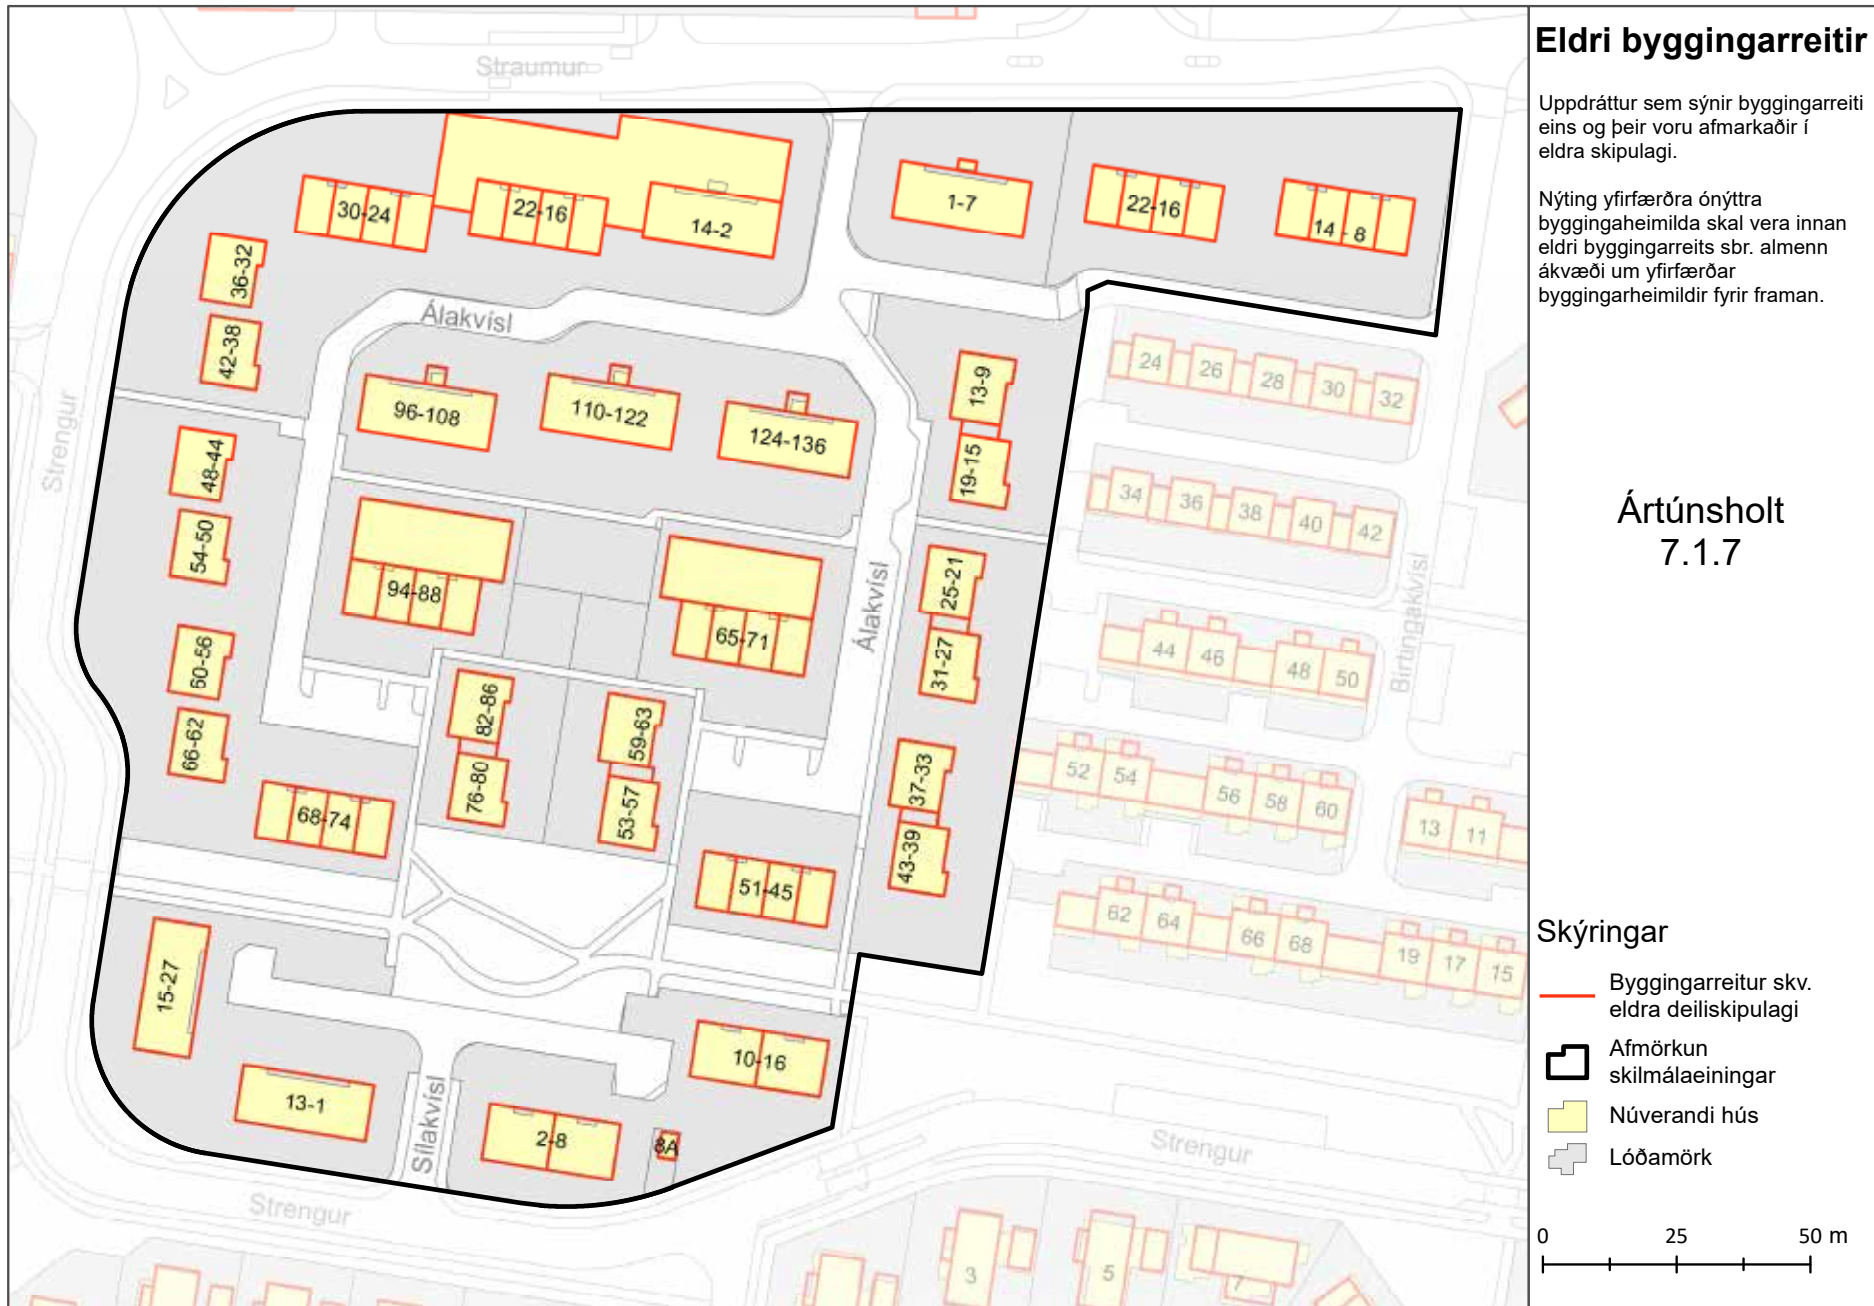 Eldri byggingarreitir
Uppdráttur sem sýnir byggingarreiti
eins og þeir voru afmarkaðir í
eldra skipulagi.
Nýting yfirfærðra ónýttra
byggingaheimilda skal vera innan
eldri byggingarreits sbr. almenn
ákvæði um yfirfærðar
byggingarheimildir fyrir framan.
Ártúnsholt
7.1.7
Skýringar
Byggingarreitur skv.
eldra deiliskipulagi
Afmörkun
skilmálaeiningar
Núverandi hús
Lóðamörk
0 25 50 m
Straumur
30-24
22-16
14-2
1-7
22-16
14 - 8
36-32
42-38
Álakvísl
96-108
110-122
124-136
13-9
19-15
24
26
28
30
32
Strengur
48-44
54-50
94-88
65-71
Álakvísl
25-21
31-27
34
36
38
40
42
Birtingakvísl
44
46
48
50
60-56
66-62
82-86
76-80
59-63
53-57
37-33
43-39
52
54
56
58
60
13
11
68-74
51-45
62
64
66
68
19
17
15
15-27
13-1
Sílakvísl
2-8
8A
10-16
Strengur
Strengur
3
5
7